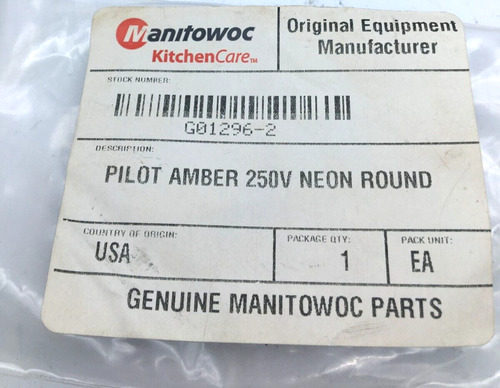 Manitowoc
KitchenCare™
Original Equipment
Manufacturer
STOCK NUMBER:
G01296-2
DESCRIPTION:
PILOT AMBER 250V NEON ROUND
COUNTRY OF ORIGIN:
USA
PACKAGE QTY:
1
PACK UNIT:
EA
GENUINE MANITOWOC PARTS